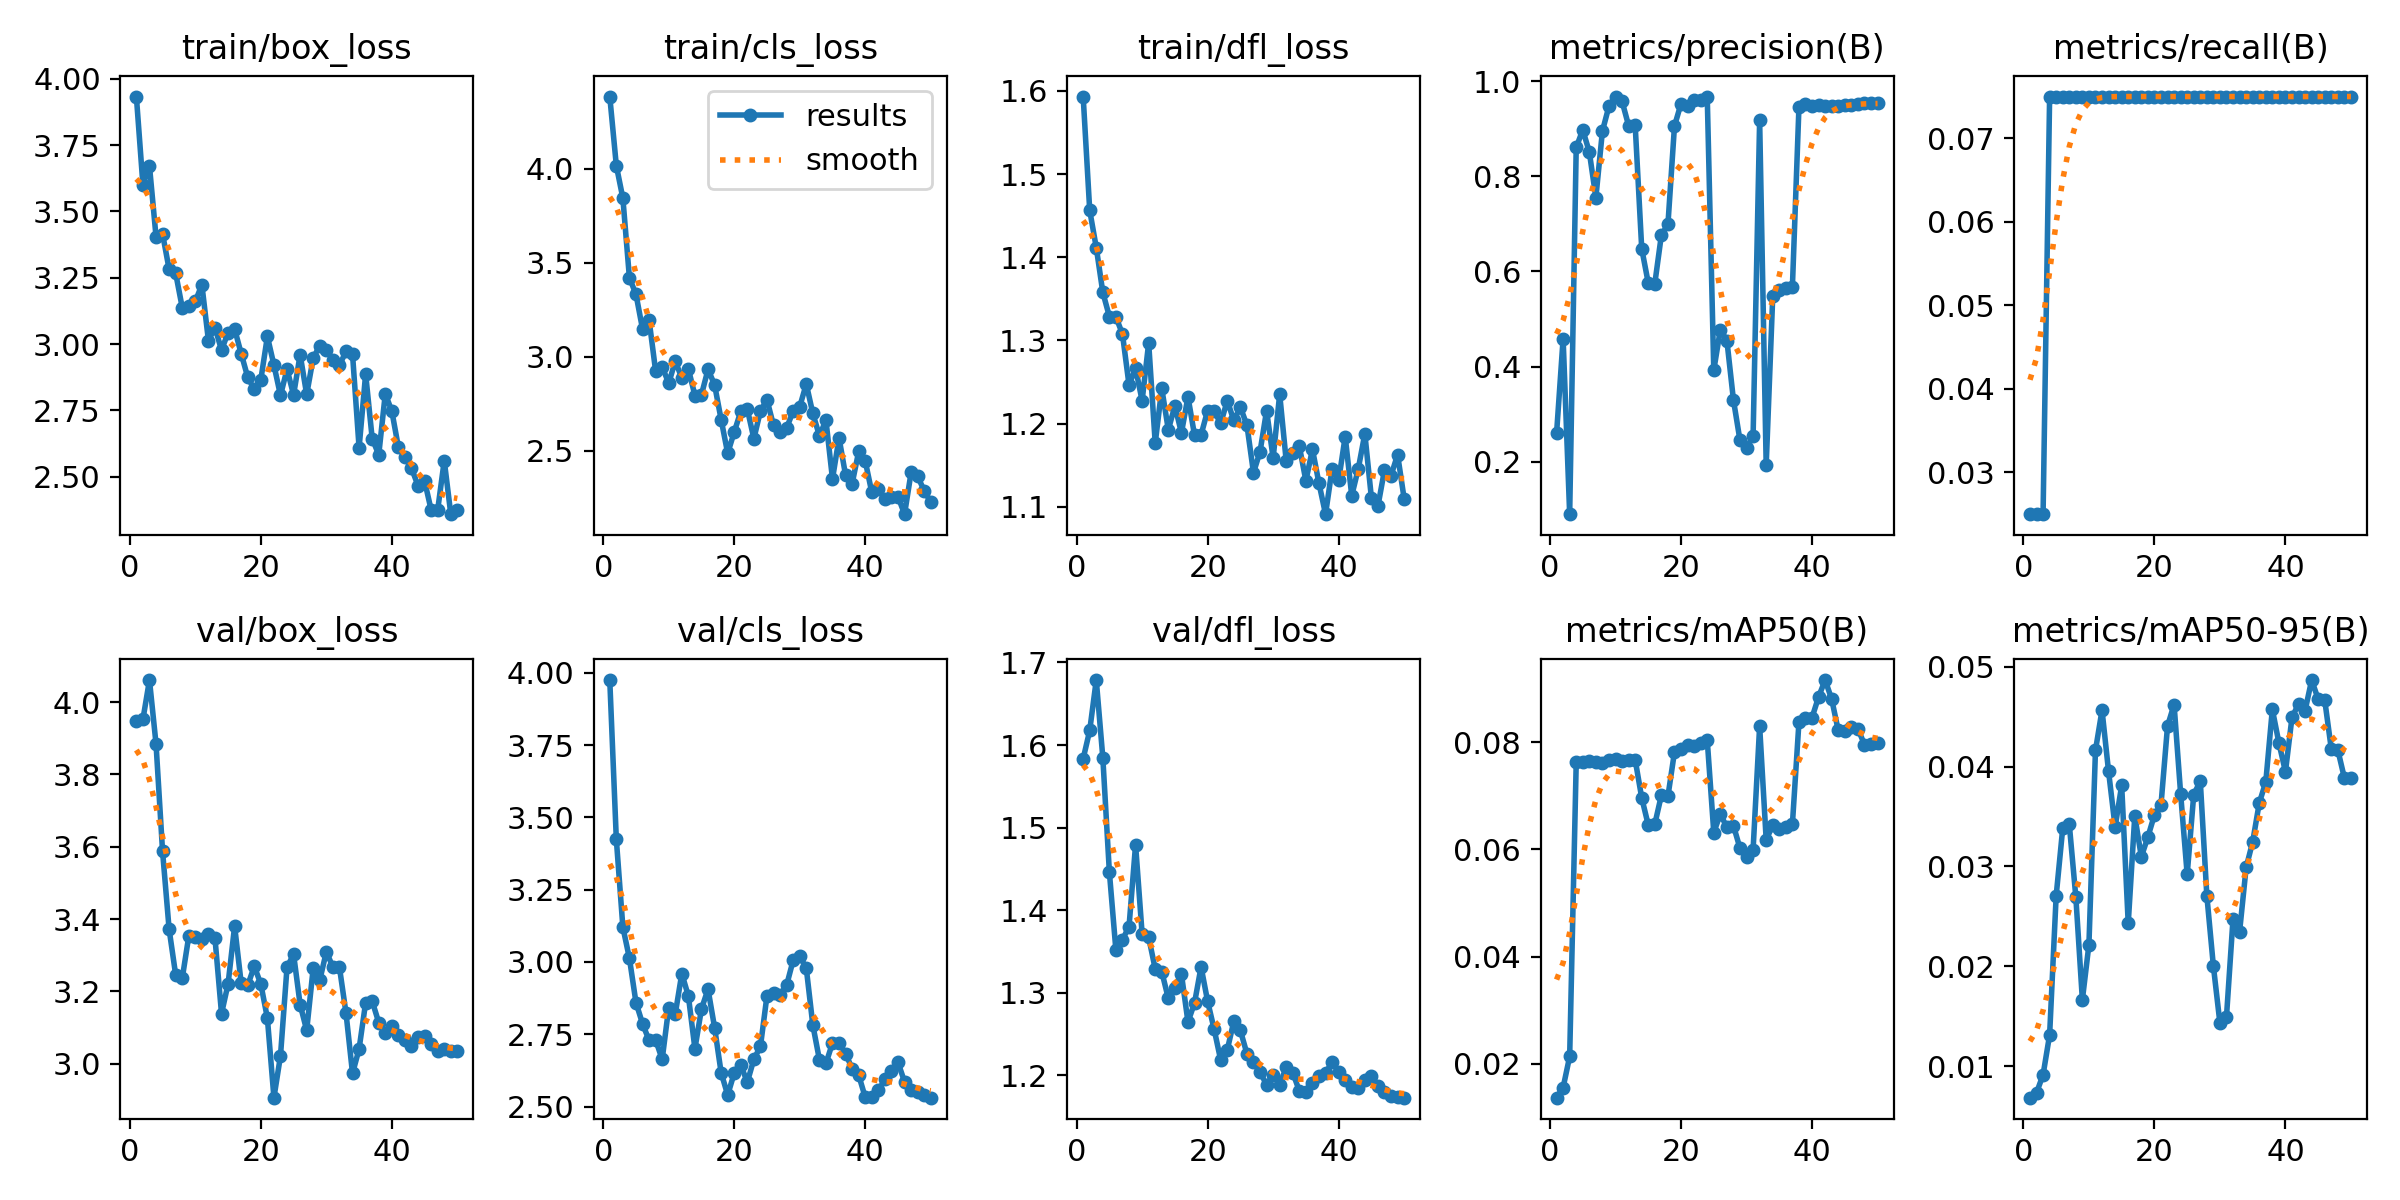 train/box_loss
train/cls_loss
train/dfl_loss
metrics/precision(B)
metrics/recall(B)
4.00
3.75
3.50
3.25
3.00
2.75
2.50
0 20 40
results
smooth
4.0
3.5
3.0
2.5
0 20 40
1.6
1.5
1.4
1.3
1.2
1.1
0 20 40
1.0
0.8
0.6
0.4
0.2
0 20 40
0.07
0.06
0.05
0.04
0.03
0 20 40
val/box_loss
val/cls_loss
val/dfl_loss
metrics/mAP50(B)
metrics/mAP50-95(B)
4.0
3.8
3.6
3.4
3.2
3.0
0 20 40
4.00
3.75
3.50
3.25
3.00
2.75
2.50
0 20 40
1.7
1.6
1.5
1.4
1.3
1.2
0 20 40
0.08
0.06
0.04
0.02
0 20 40
0.05
0.04
0.03
0.02
0.01
0 20 40